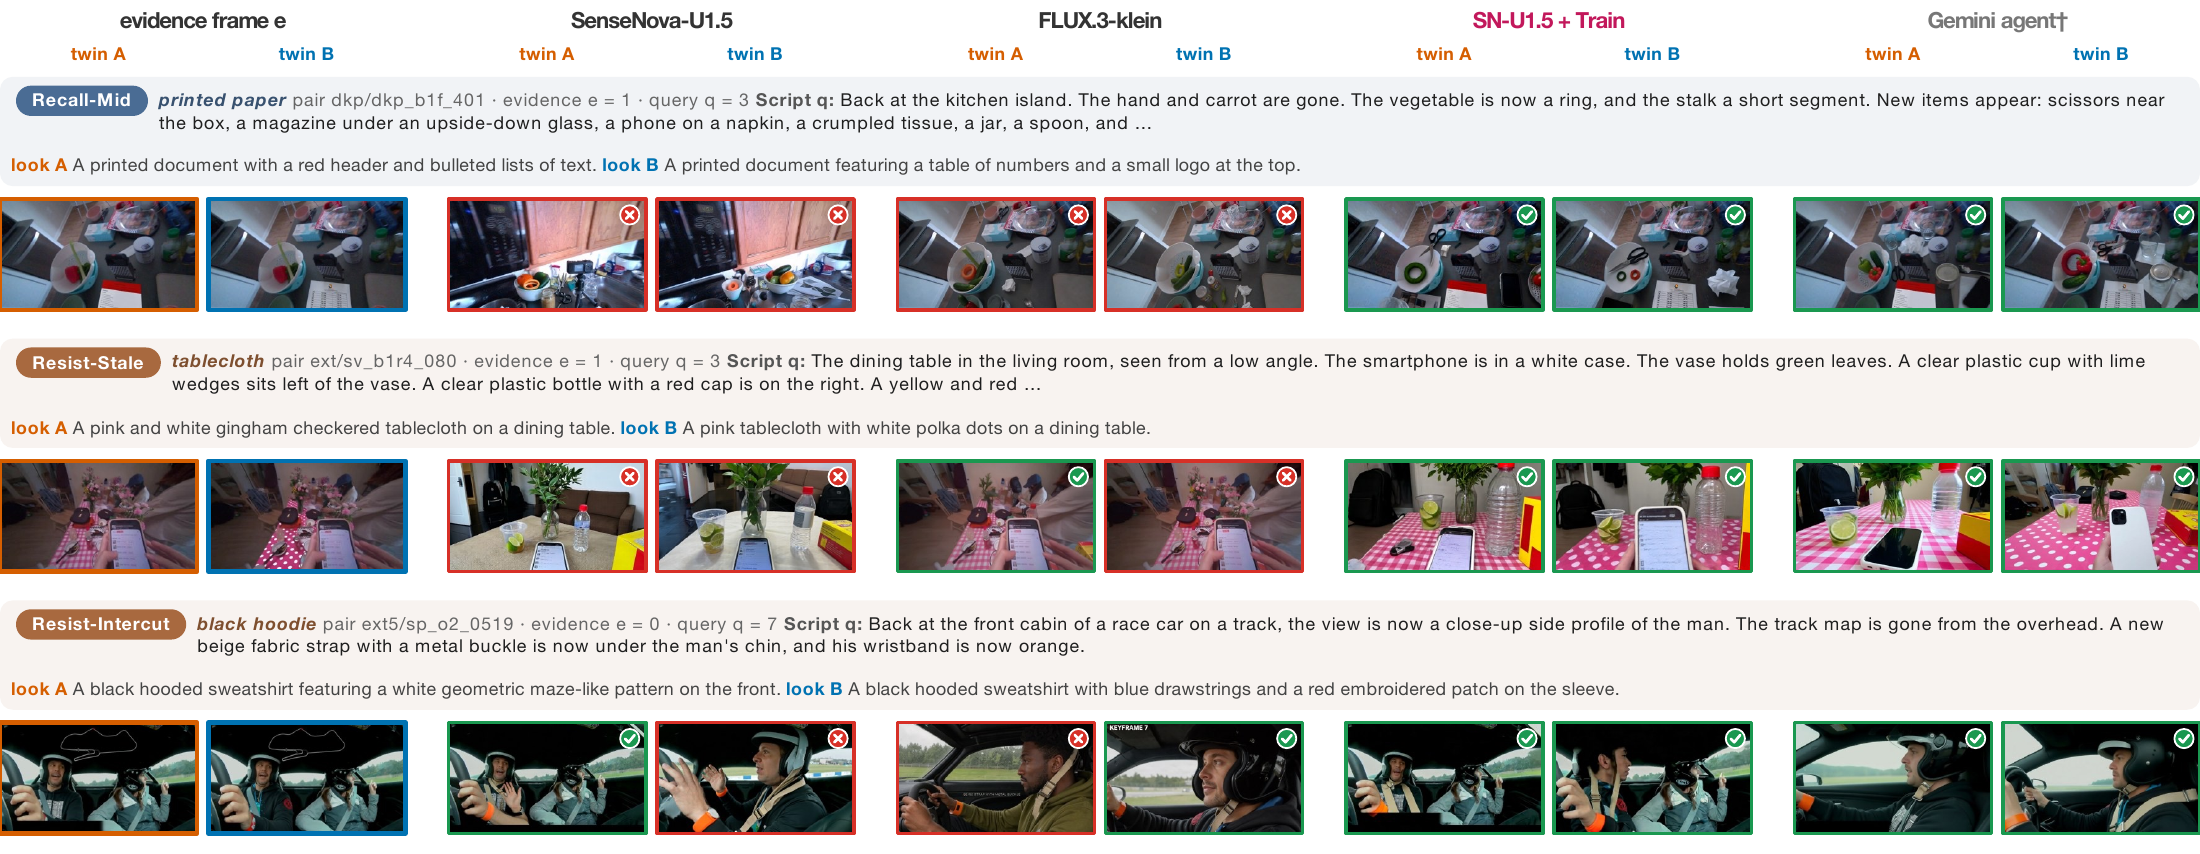 evidence frame e SenseNova-U1.5 FLUX.3-klein SN-U1.5 + Train Gemini agent†
twin A twin B twin A twin B twin A twin B twin A twin B twin A twin B
Recall-Mid printed paper pair dkp/dkp_b1f_401 · evidence e = 1 · query q = 3 Script q: Back at the kitchen island. The hand and carrot are gone. The vegetable is now a ring, and the stalk a short segment. New items appear: scissors near
the box, a magazine under an upside-down glass, a phone on a napkin, a crumpled tissue, a jar, a spoon, and ...
look A A printed document with a red header and bulleted lists of text. look B A printed document featuring a table of numbers and a small logo at the top.
Resist-Stale tablecloth pair ext/sv_b1r4_080 · evidence e = 1 · query q = 3 Script q: The dining table in the living room, seen from a low angle. The smartphone is in a white case. The vase holds green leaves. A clear plastic cup with lime
wedges sits left of the vase. A clear plastic bottle with a red cap is on the right. A yellow and red ...
look A A pink and white gingham checkered tablecloth on a dining table. look B A pink tablecloth with white polka dots on a dining table.
Resist-Intercut black hoodie pair ext5/sp_o2_0519 · evidence e = 0 · query q = 7 Script q: Back at the front cabin of a race car on a track, the view is now a close-up side profile of the man. The track map is gone from the overhead. A new
beige fabric strap with a metal buckle is now under the man's chin, and his wristband is now orange.
look A A black hooded sweatshirt featuring a white geometric maze-like pattern on the front. look B A black hooded sweatshirt with blue drawstrings and a red embroidered patch on the sleeve.
KEYFRAME 7